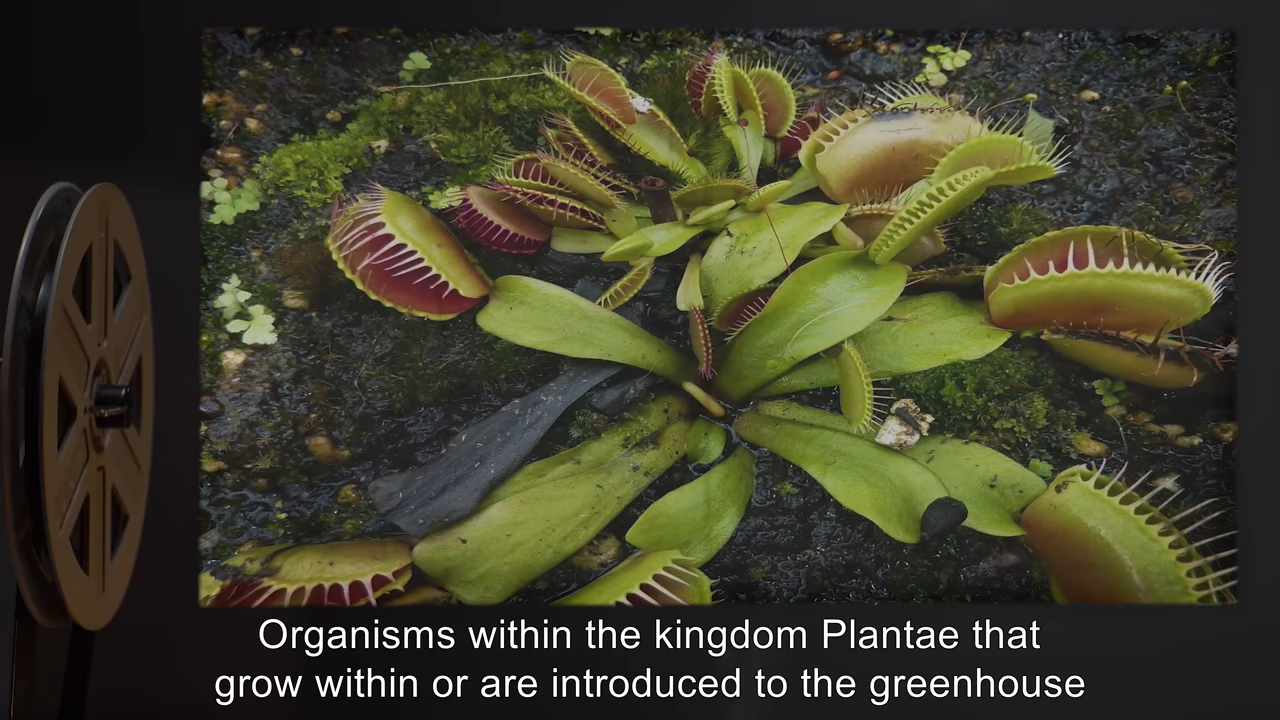 Organisms within the kingdom Plantae that
grow within or are introduced to the greenhouse